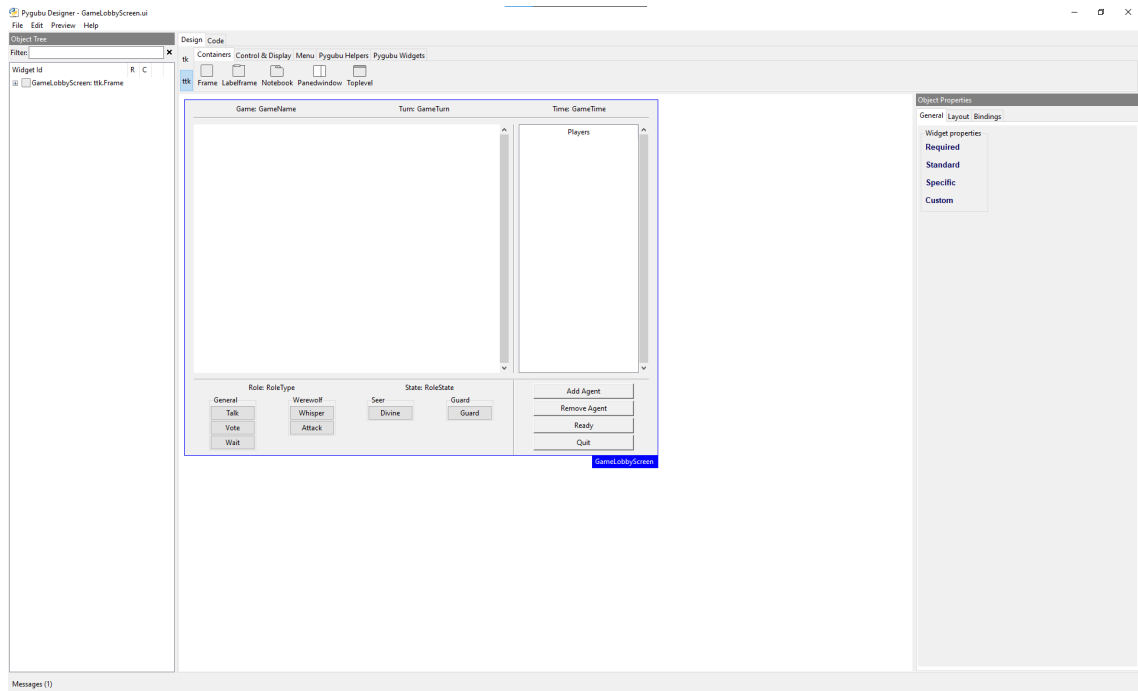 Pygubu Designer - GameLobbyScreen.ui
File Edit Preview Help
Object Tree
Filter:
Widget Id R C
GameLobbyScreen: ttk.Frame
Design Code
tk Containers Control & Display Menu Pygubu Helpers Pygubu Widgets
ttk Frame Labelframe Notebook Panedwindow Toplevel
Game: GameName Turn: GameTurn Time: GameTime
Players
Role: RoleType State: RoleState
General Werewolf Seer Guard
Talk Whisper Divine Guard
Vote Attack
Wait
Add Agent
Remove Agent
Ready
Quit
GameLobbyScreen
Object Properties
General Layout Bindings
Widget properties
Required
Standard
Specific
Custom
Messages (1)